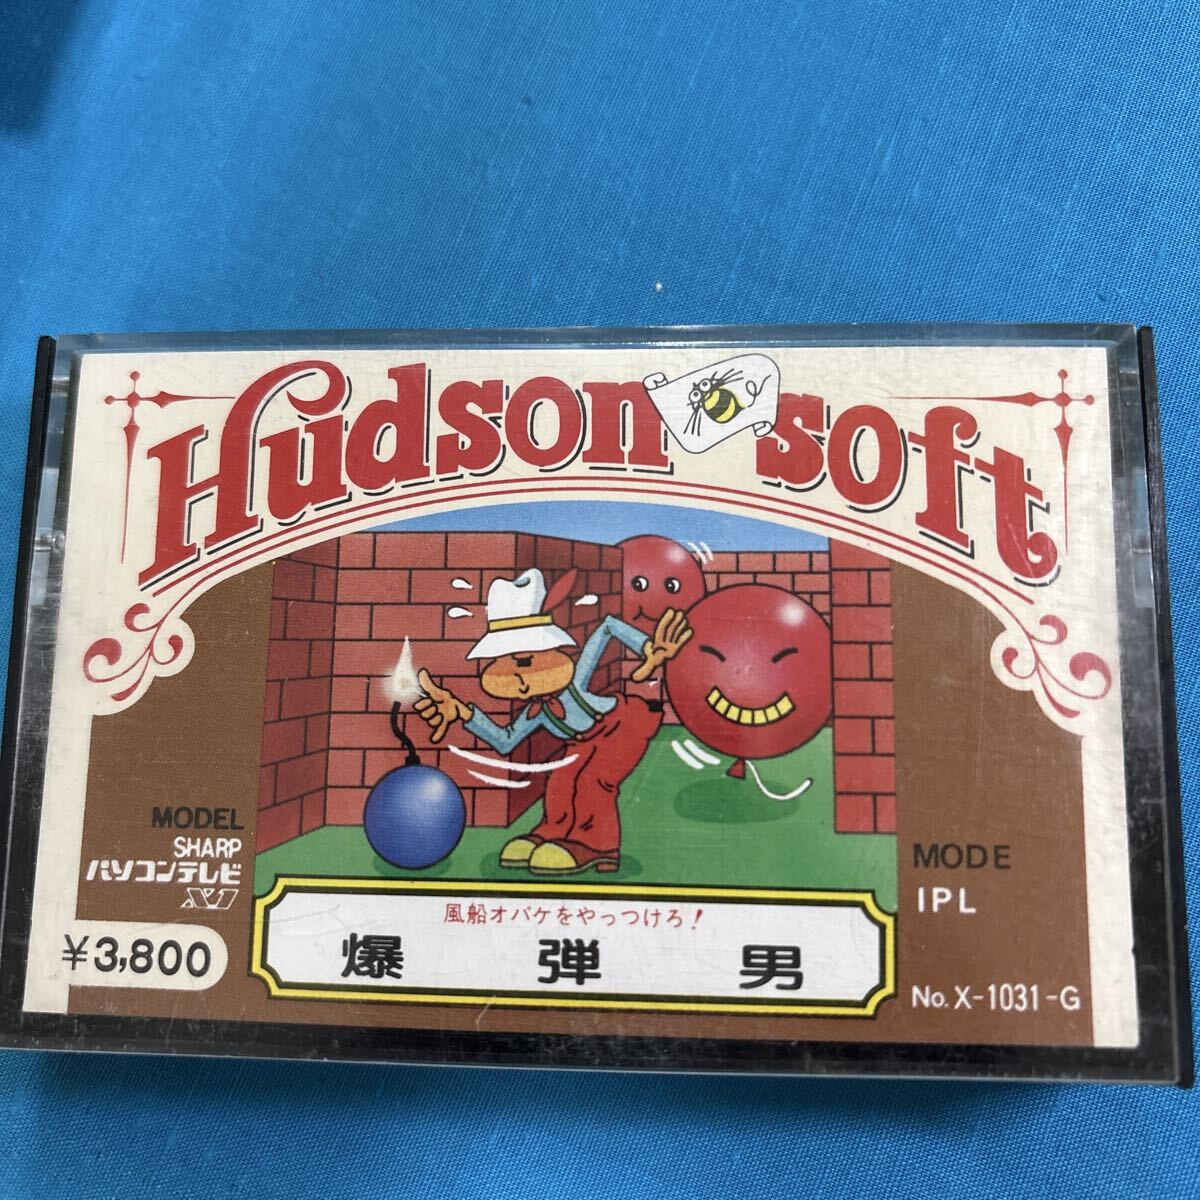 Hudson soft
MODEL
SHARP
パソコンテレビ
X1
¥3,800
風船オバケをやっつけろ!
爆弾男
MODE
IPL
No. X-1031-G